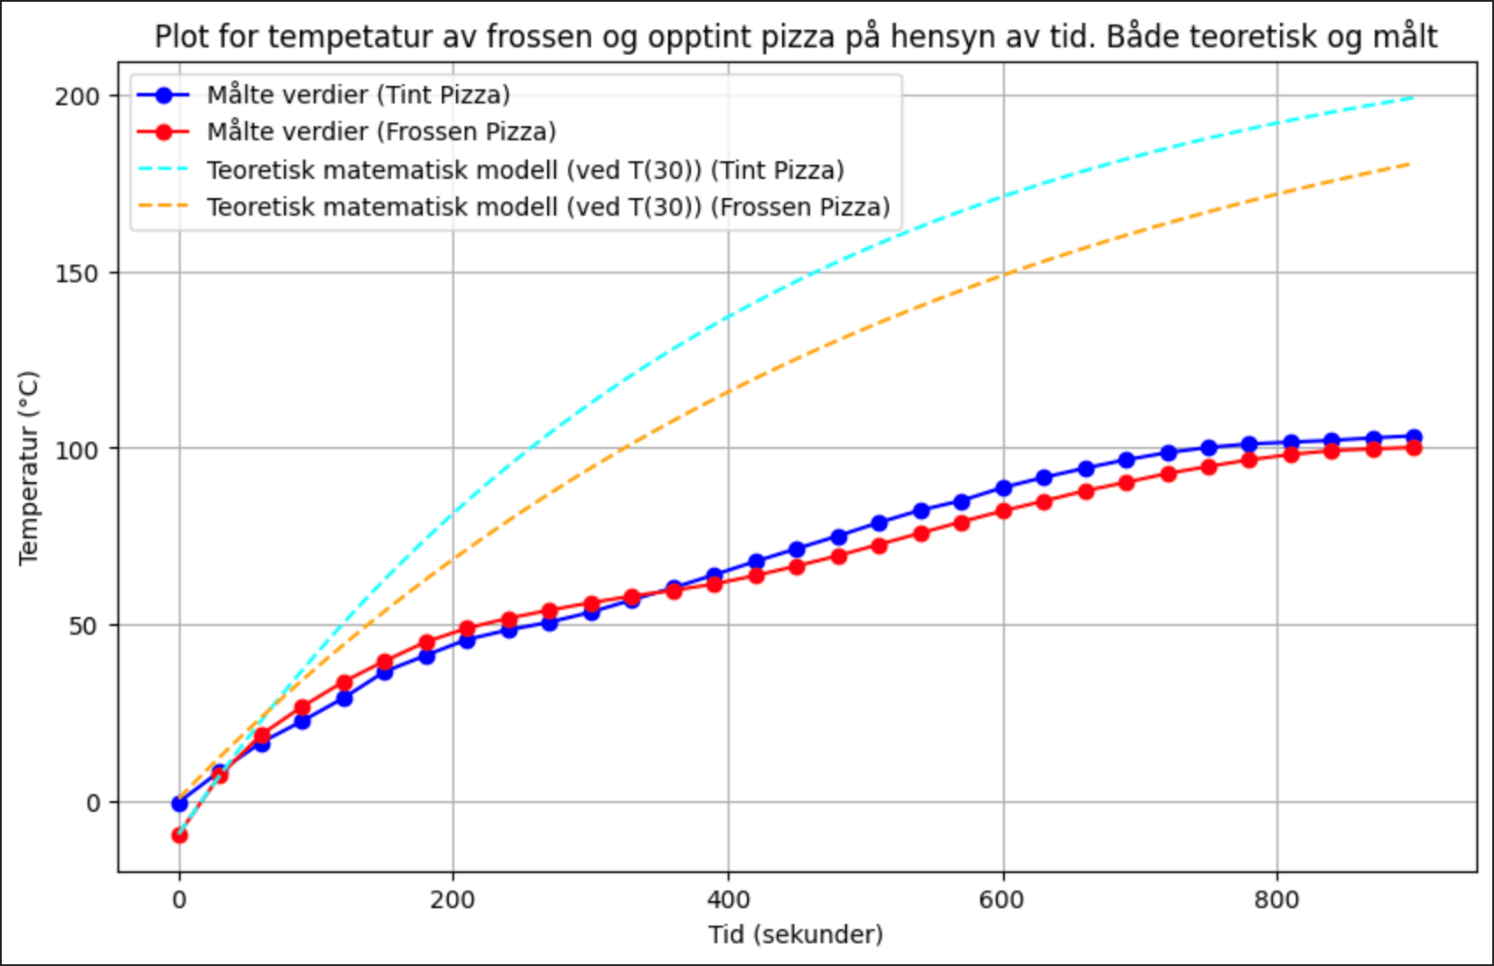 Plot for tempetatur av frossen og opptint pizza på hensyn av tid. Både teoretisk og målt
Målte verdier (Tint Pizza)
Målte verdier (Frossen Pizza)
Teoretisk matematisk modell (ved T(30)) (Tint Pizza)
Teoretisk matematisk modell (ved T(30)) (Frossen Pizza)
Temperatur (°C)
200
150
100
50
0
0 200 400 600 800
Tid (sekunder)